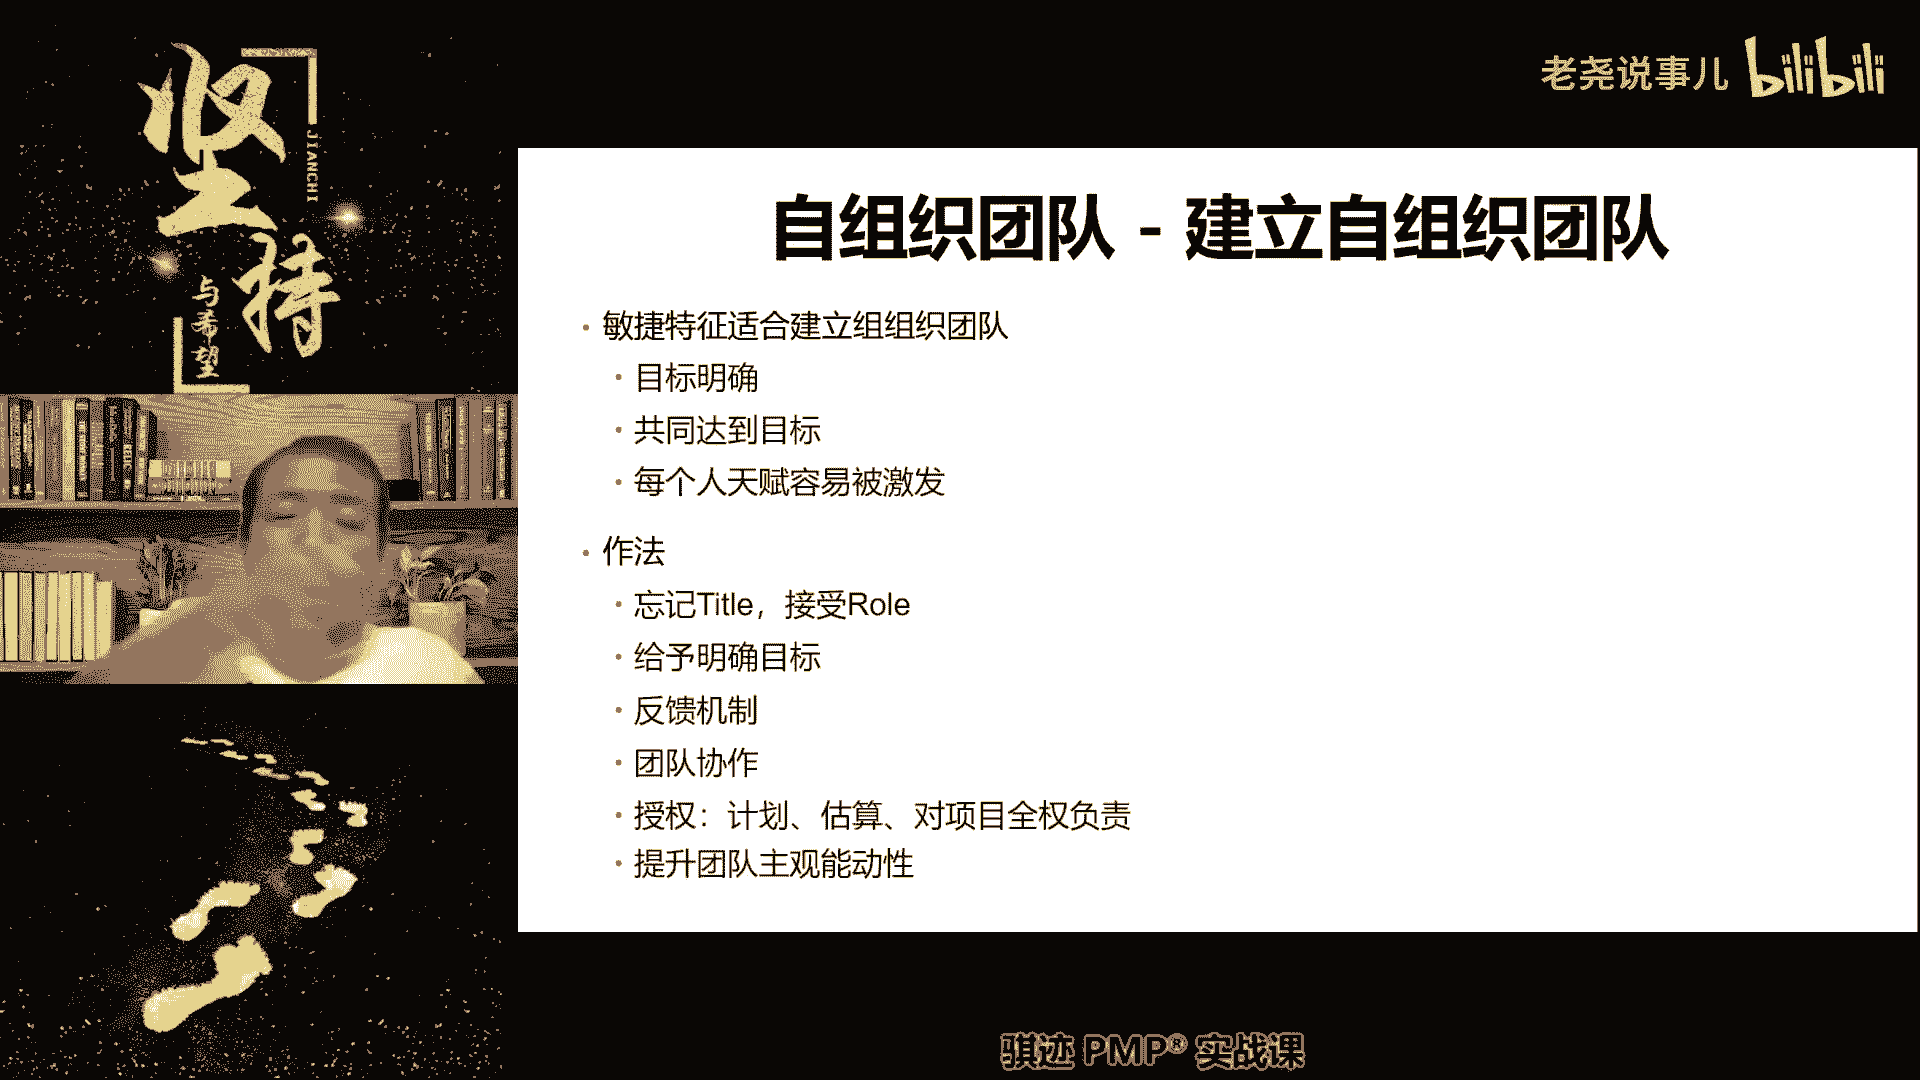 坚持
JIANCHI
与希望
老尧说事儿 bilibili
自组织团队 - 建立自组织团队
• 敏捷特征适合建立组组织团队
• 目标明确
• 共同达到目标
• 每个人天赋容易被激发
• 作法
• 忘记Title，接受Role
• 给予明确目标
• 反馈机制
• 团队协作
• 授权：计划、估算、对项目全权负责
• 提升团队主观能动性
骐迹 PMP® 实战课